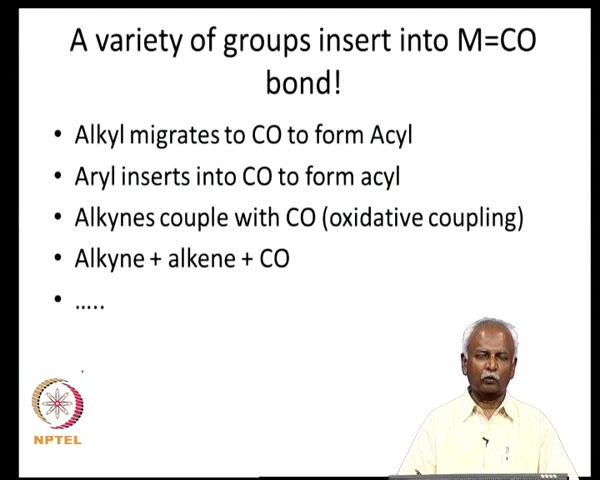 A variety of groups insert into M=CO
bond!
• Alkyl migrates to CO to form Acyl
• Aryl inserts into CO to form acyl
• Alkynes couple with CO (oxidative coupling)
• Alkyne + alkene + CO
• …..
NPTEL